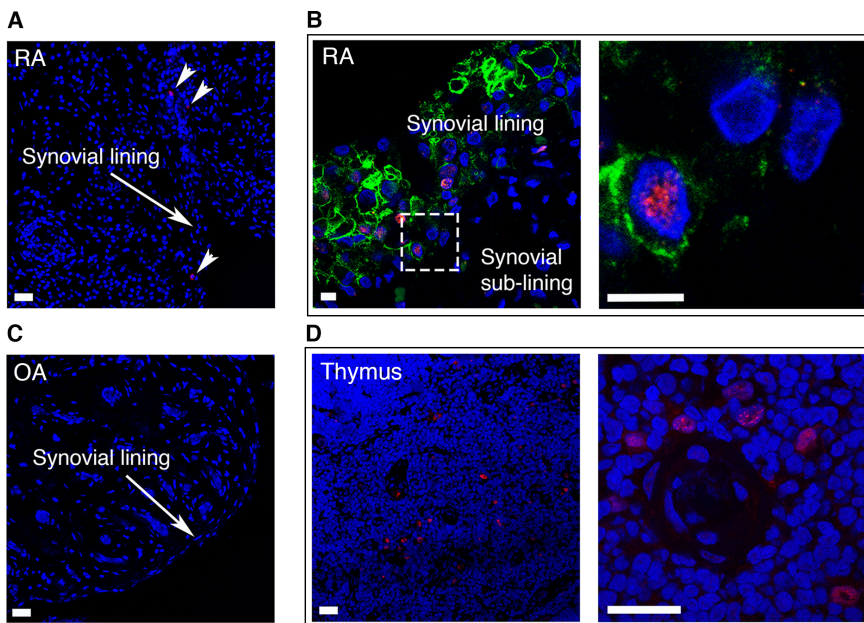 A
RA
Synovial lining
B
RA
Synovial lining
Synovial
sub-lining
C
OA
Synovial lining
D
Thymus